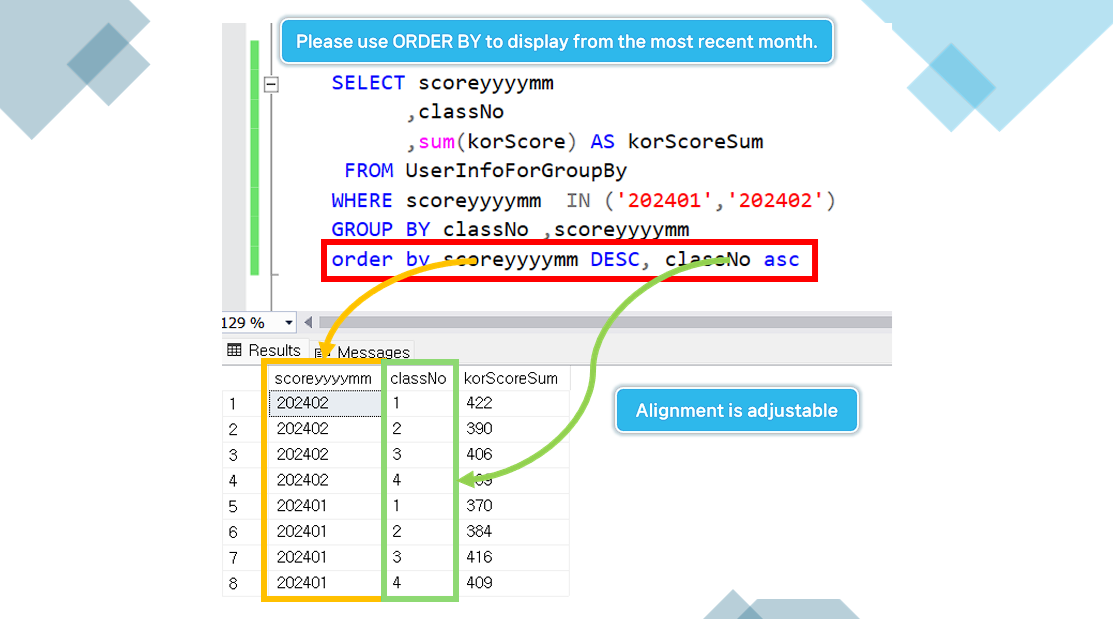 Please use ORDER BY to display from the most recent month.
SELECT scoreyyyymm
,classNo
,sum(korScore) AS korScoreSum
FROM UserInfoForGroupBy
WHERE scoreyyyymm IN ('202401','202402')
GROUP BY classNo ,scoreyyyymm
order by scoreyyyymm DESC, classNo asc
129 %
Results Messages
scoreyyyymm classNo korScoreSum
1 202402 1 422
2 202402 2 390
3 202402 3 406
Alignment is adjustable
4 202402 4
5 202401 1 370
6 202401 2 384
7 202401 3 416
8 202401 4 409